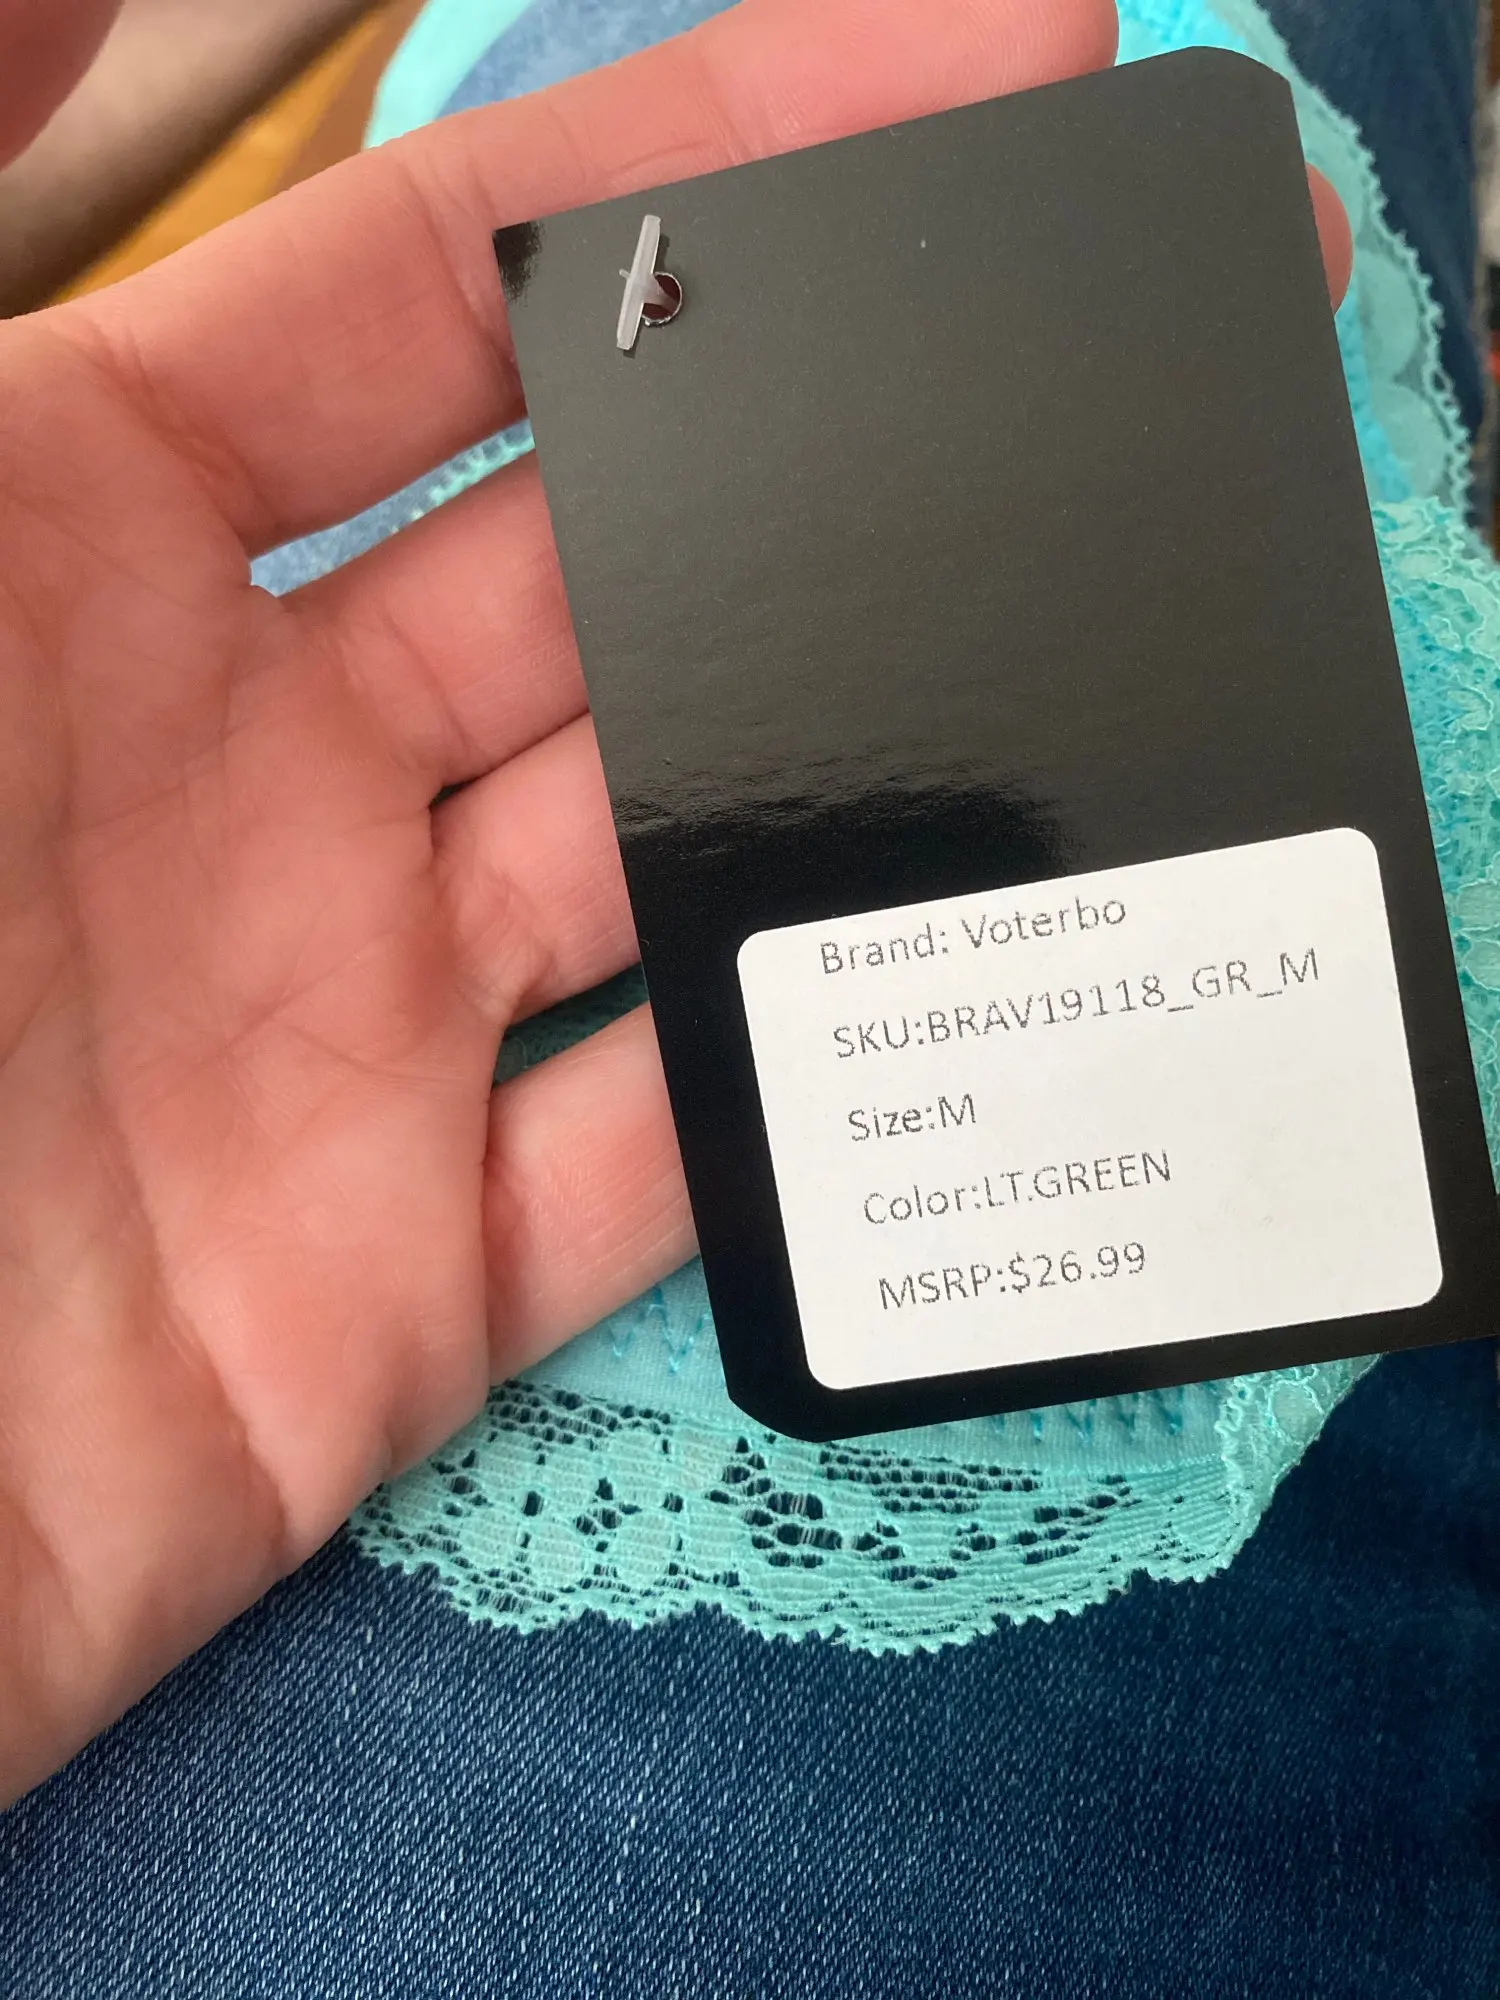 Brand: Voterbo
SKU:BRAV19118_GR_M
Size:M
Color:LT.GREEN
MSRP:$26.99